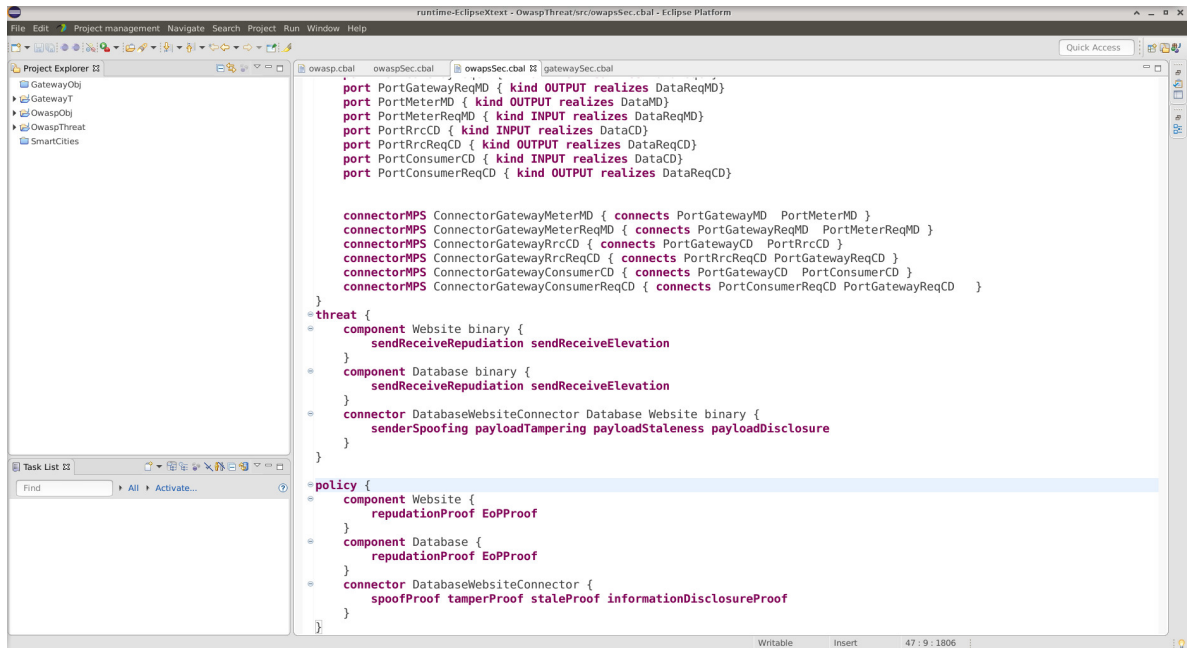 runtime-EclipseXtext - OwaspThreat/src/owapsSec.cbal - Eclipse Platform
File Edit Project management Navigate Search Project Run Window Help
Quick Access
Project Explorer
GatewayObj
GatewayT
OwaspObj
OwaspThreat
SmartCities
owasp.cbal owaspSec.cbal owapsSec.cbal gatewaySec.cbal
port PortGatewayReqMD { kind OUTPUT realizes DataReqMD}
port PortMeterMD { kind OUTPUT realizes DataMD}
port PortMeterReqMD { kind INPUT realizes DataReqMD}
port PortRrcCD { kind INPUT realizes DataCD}
port PortRrcReqCD { kind OUTPUT realizes DataReqCD}
port PortConsumerCD { kind INPUT realizes DataCD}
port PortConsumerReqCD { kind OUTPUT realizes DataReqCD}
connectorMPS ConnectorGatewayMeterMD { connects PortGatewayMD PortMeterMD }
connectorMPS ConnectorGatewayMeterReqMD { connects PortGatewayReqMD PortMeterReqMD }
connectorMPS ConnectorGatewayRrcCD { connects PortGatewayCD PortRrcCD }
connectorMPS ConnectorGatewayRrcReqCD { connects PortRrcReqCD PortGatewayReqCD }
connectorMPS ConnectorGatewayConsumerCD { connects PortGatewayCD PortConsumerCD }
connectorMPS ConnectorGatewayConsumerReqCD { connects PortConsumerReqCD PortGatewayReqCD }
}
threat {
component Website binary {
sendReceiveRepudiation sendReceiveElevation
}
component Database binary {
sendReceiveRepudiation sendReceiveElevation
}
connector DatabaseWebsiteConnector Database Website binary {
senderSpoofing payloadTampering payloadStaleness payloadDisclosure
}
}
policy {
component Website {
repudationProof EoPProof
}
component Database {
repudationProof EoPProof
}
connector DatabaseWebsiteConnector {
spoofProof tamperProof staleProof informationDisclosureProof
}
}
Task List
Find All Activate...
Writable Insert 47 : 9 : 1806